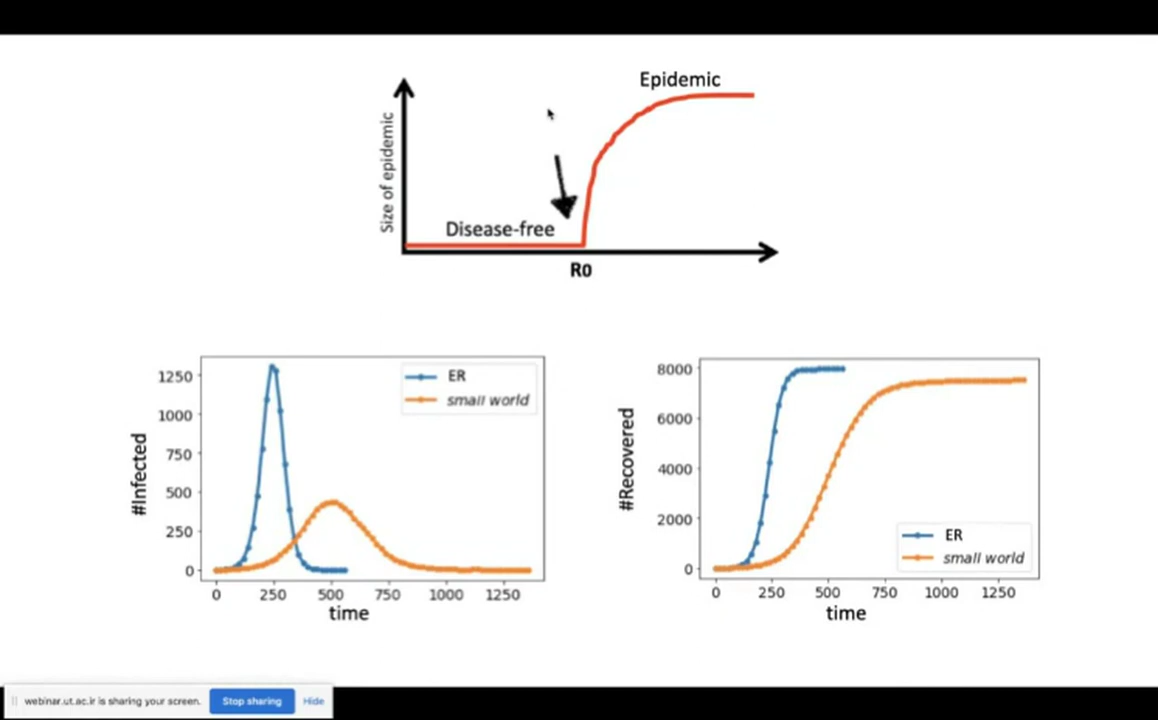 Epidemic
Size of epidemic
Disease-free
R0
ER
small world
1250
1000
750
500
250
0
#Infected
0 250 500 750 1000 1250
time
8000
6000
4000
2000
0
#Recovered
ER
small world
0 250 500 750 1000 1250
time
webinar.ut.ac.ir is sharing your screen.
Stop sharing
Hide